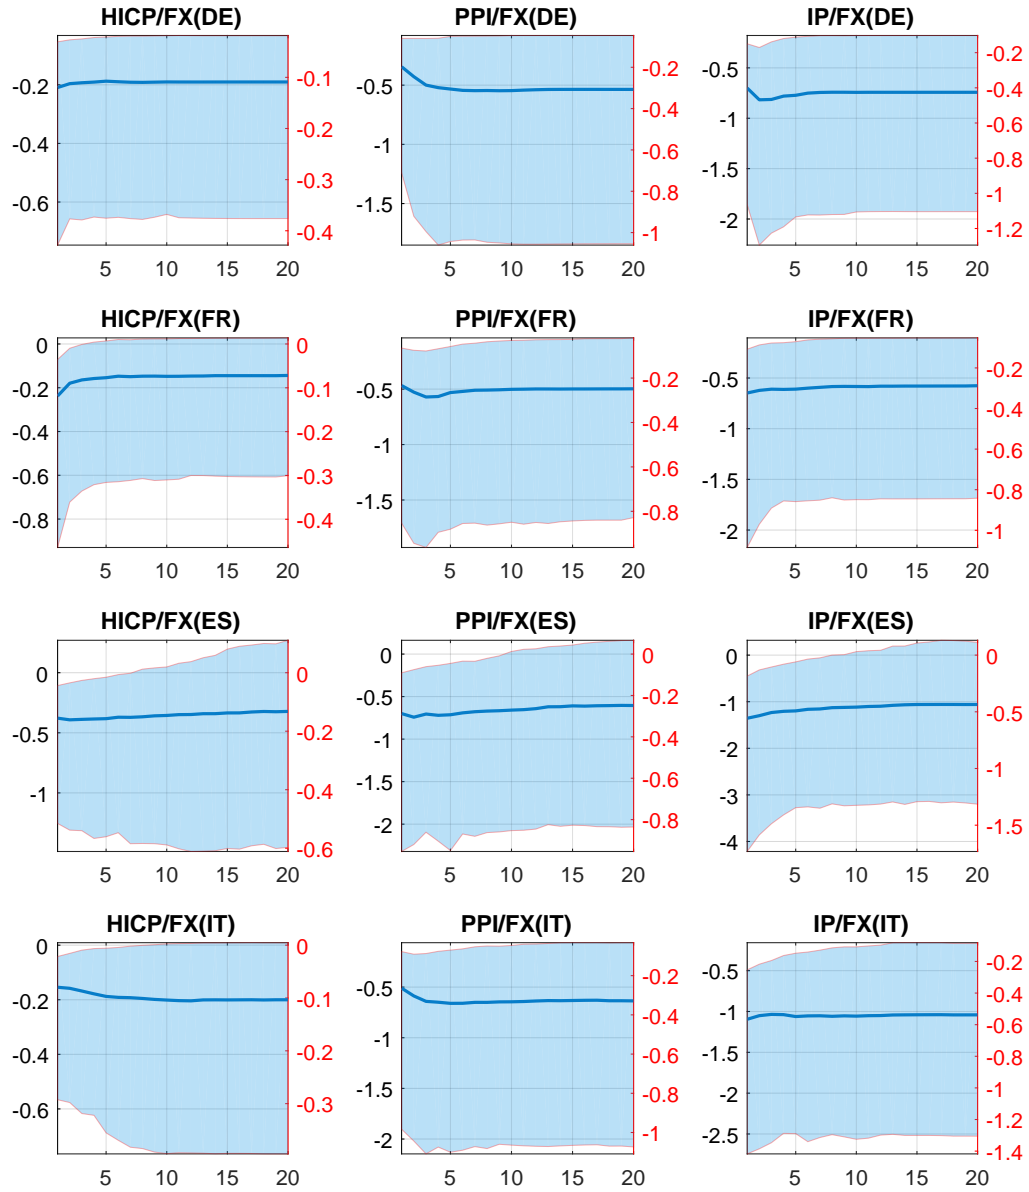 HICP/FX(DE) PPI/FX(DE) IP/FX(DE)
-0.2 -0.4 -0.6
-0.1 -0.2 -0.3 -0.4
5 10 15 20
-0.5 -1 -1.5
-0.2 -0.4 -0.6 -0.8 -1
5 10 15 20
-0.5 -1 -1.5 -2
-0.2 -0.4 -0.6 -0.8 -1 -1.2
5 10 15 20
HICP/FX(FR) PPI/FX(FR) IP/FX(FR)
0 -0.2 -0.4 -0.6 -0.8
0 -0.1 -0.2 -0.3 -0.4
5 10 15 20
-0.5 -1 -1.5
-0.2 -0.4 -0.6 -0.8
5 10 15 20
-0.5 -1 -1.5 -2
-0.2 -0.4 -0.6 -0.8 -1
5 10 15 20
HICP/FX(ES) PPI/FX(ES) IP/FX(ES)
0 -0.5 -1
0 -0.2 -0.4 -0.6
5 10 15 20
0 -0.5 -1 -1.5 -2
0 -0.2 -0.4 -0.6 -0.8
5 10 15 20
0 -1 -2 -3 -4
0 -0.5 -1 -1.5
5 10 15 20
HICP/FX(IT) PPI/FX(IT) IP/FX(IT)
0 -0.2 -0.4 -0.6
0 -0.1 -0.2 -0.3
5 10 15 20
-0.5 -1 -1.5 -2
-0.2 -0.4 -0.6 -0.8 -1
5 10 15 20
-0.5 -1 -1.5 -2 -2.5
-0.2 -0.4 -0.6 -0.8 -1 -1.2 -1.4
5 10 15 20